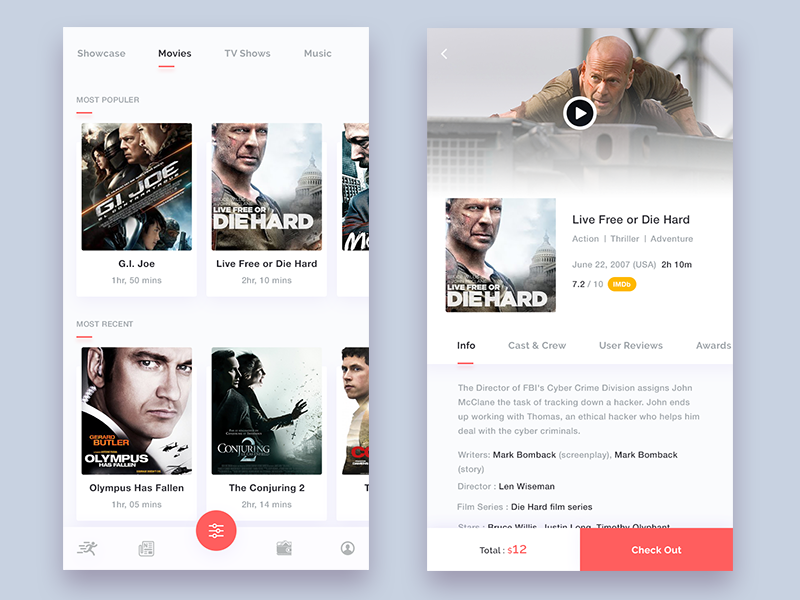 Showcase
Movies
TV Shows
Music
MOST POPULER
G.I. JOE
BRUCE WILLIS
LIVE FREE OR
DIEHARD
G.I. Joe
1hr, 50 mins
Live Free or Die Hard
2hr, 10 mins
MOST RECENT
GERARD
BUTLER
OLYMPUS
HAS FALLEN
THE
CONJURING
2
Olympus Has Fallen
1hr, 05 mins
The Conjuring 2
2hr, 14 mins
Live Free or Die Hard
Action | Thriller | Adventure
June 22, 2007 (USA) 2h 10m
7.2 / 10 IMDb
LIVE FREE OR
DIEHARD
Info
Cast & Crew
User Reviews
Awards
The Director of FBI's Cyber Crime Division assigns John
McClane the task of tracking down a hacker. John ends
up working with Thomas, an ethical hacker who helps him
deal with the cyber criminals.
Writers: Mark Bomback (screenplay), Mark Bomback
(story)
Director : Len Wiseman
Film Series : Die Hard film series
Stars : Bruce Willis, Justin Long, Timothy Olyphant
Total : $12
Check Out